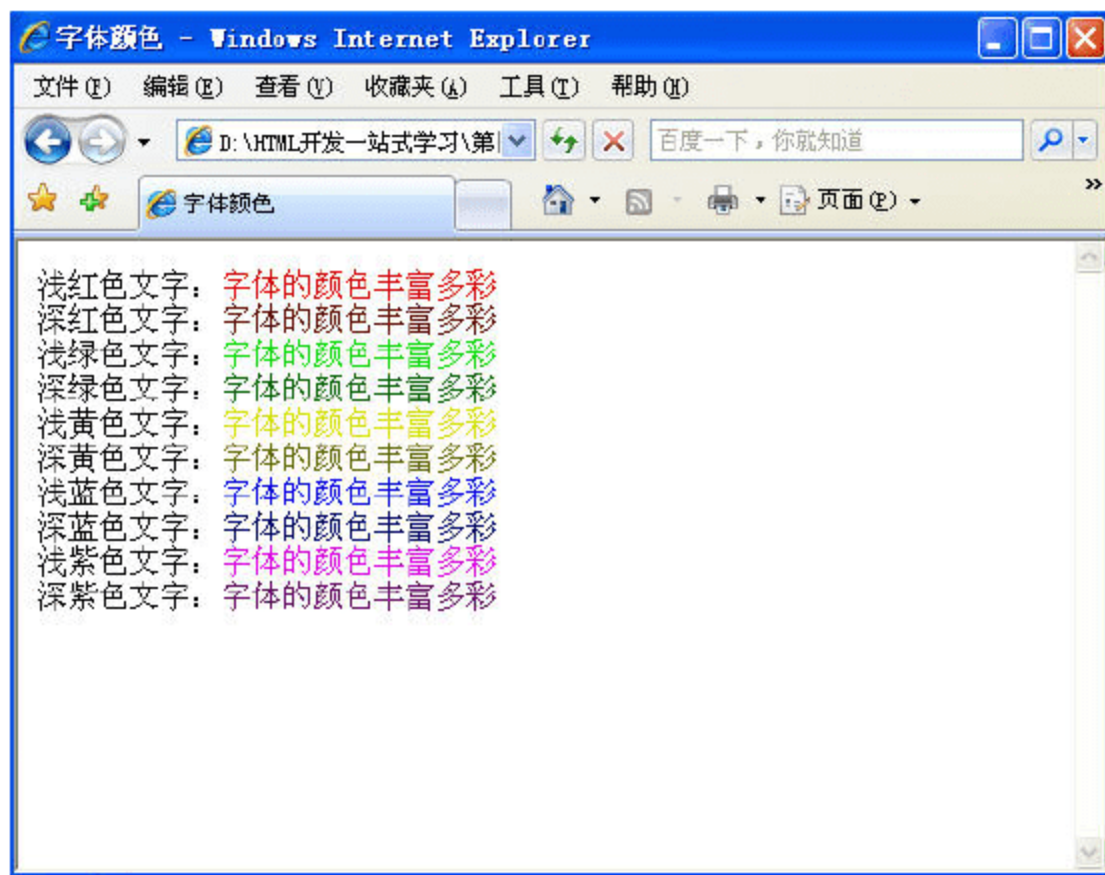 字体颜色 - Windows Internet Explorer
文件(F) 编辑(E) 查看(V) 收藏夹(A) 工具(T) 帮助(H)
D:\HTML开发一站式学习\第 百度一下，你就知道
字体颜色 页面(P)
浅红色文字：字体的颜色丰富多彩
深红色文字：字体的颜色丰富多彩
浅绿色文字：字体的颜色丰富多彩
深绿色文字：字体的颜色丰富多彩
浅黄色文字：字体的颜色丰富多彩
深黄色文字：字体的颜色丰富多彩
浅蓝色文字：字体的颜色丰富多彩
深蓝色文字：字体的颜色丰富多彩
浅紫色文字：字体的颜色丰富多彩
深紫色文字：字体的颜色丰富多彩